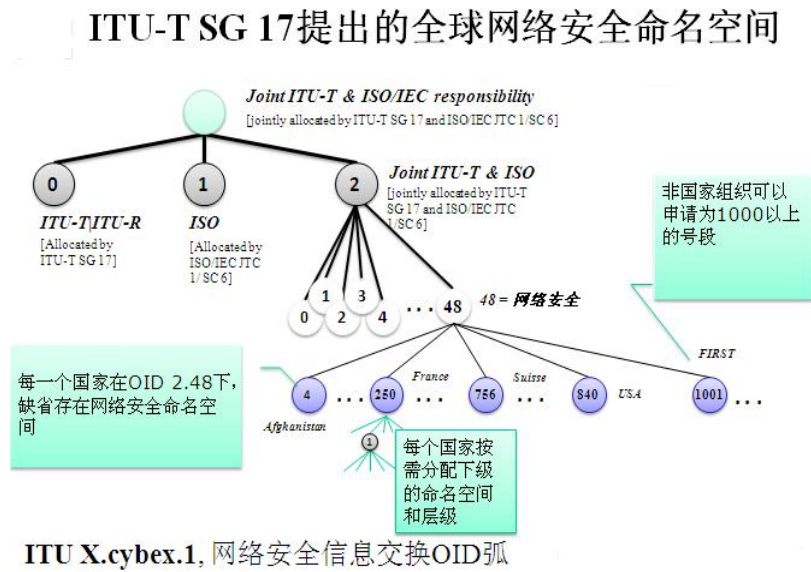 ITU-T SG 17提出的全球网络安全命名空间
Joint ITU-T & ISO/IEC responsibility
[jointly allocated by ITU-T SG 17 and ISO/IEC JTC 1/SC 6]
0
1
2
ITU-T\ITU-R
[Allocated by
ITU-T SG 17]
ISO
[Allocated by
ISO/IEC JTC
1/ SC 6]
Joint ITU-T & ISO
[jointly allocated by ITU-T
SG 17 and ISO/IEC JTC
1/SC 6]
非国家组织可以
申请为1000以上
的号段
0
1
2
3
4
...
48
48 = 网络安全
每一个国家在OID 2.48下，
缺省存在网络安全命名空
间
4
Afghanistan
...
250
France
...
756
Suisse
...
840
USA
1001
FIRST
...
1
每个国家按
需分配下级
的命名空间
和层级
ITU X.cybex.1, 网络安全信息交换OID弧